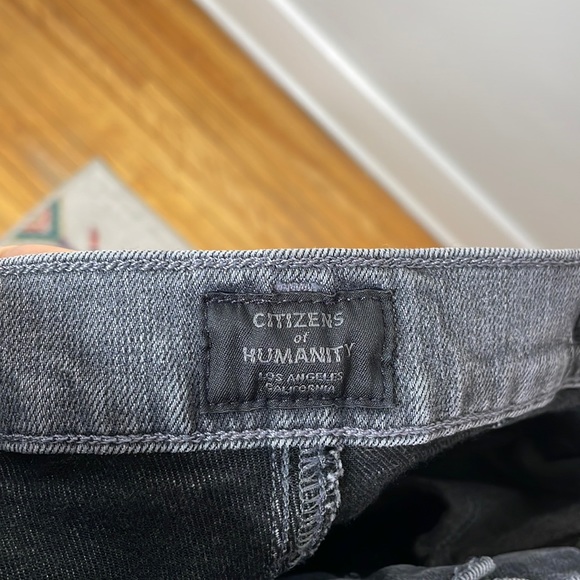 CITIZENS
of
HUMANITY
LOS ANGELES
CALIFORNIA